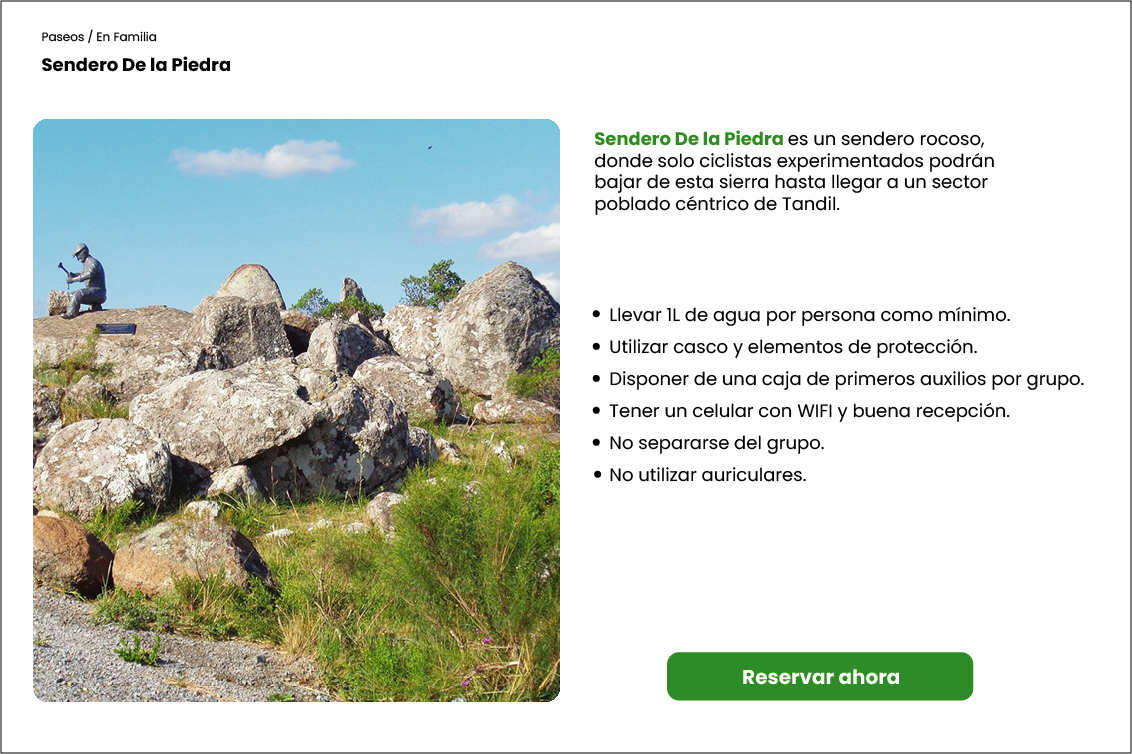 Paseos / En Familia
Sendero De la Piedra
Sendero De la Piedra es un sendero rocoso,
donde solo ciclistas experimentados podrán
bajar de esta sierra hasta llegar a un sector
poblado céntrico de Tandil.
• Llevar 1L de agua por persona como mínimo.
• Utilizar casco y elementos de protección.
• Disponer de una caja de primeros auxilios por grupo.
• Tener un celular con WIFI y buena recepción.
• No separarse del grupo.
• No utilizar auriculares.
Reservar ahora